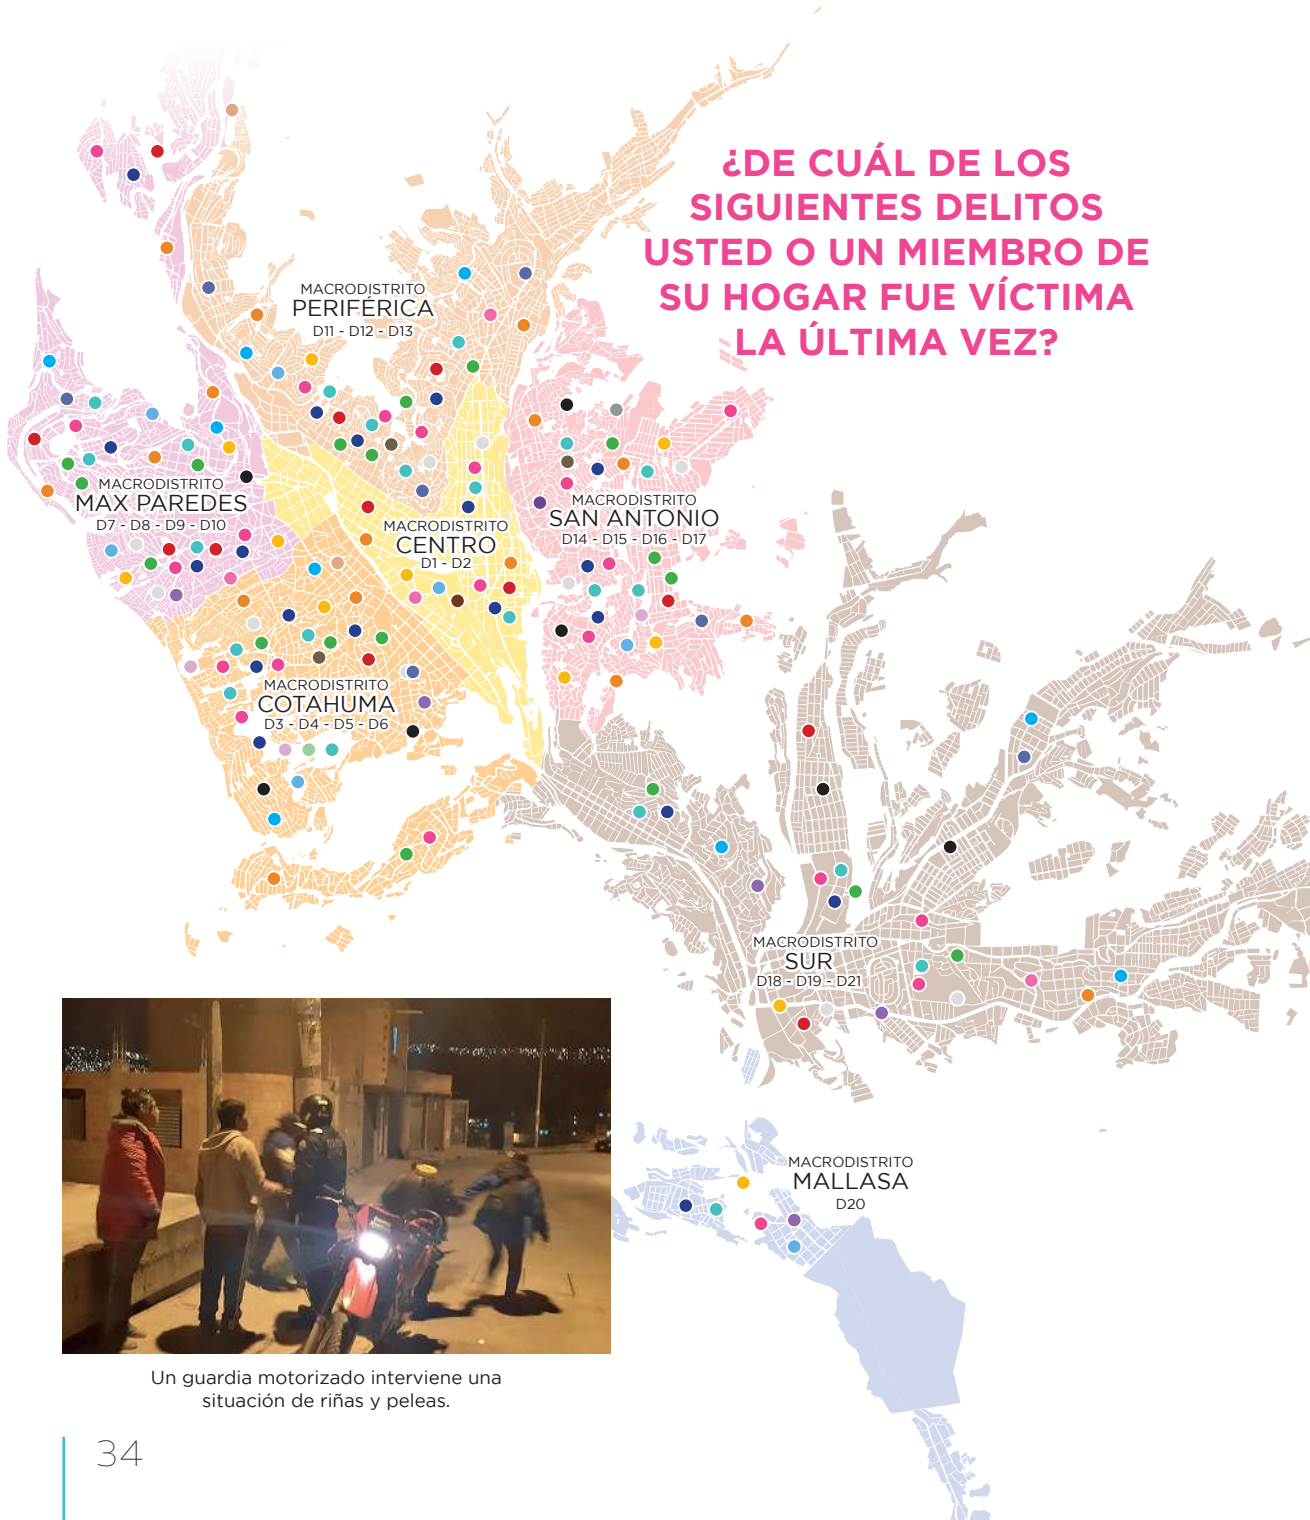 ¿DE CUÁL DE LOS
SIGUIENTES DELITOS
USTED O UN MIEMBRO DE
SU HOGAR FUE VÍCTIMA
LA ÚLTIMA VEZ?
MACRODISTRITO
PERIFÉRICA
D11 - D12 - D13
MACRODISTRITO
MAX PAREDES
D7 - D8 - D9 - D10
MACRODISTRITO
CENTRO
D1 - D2
MACRODISTRITO
SAN ANTONIO
D14 - D15 - D16 - D17
MACRODISTRITO
COTAHUMA
D3 - D4 - D5 - D6
MACRODISTRITO
SUR
D18 - D19 - D21
MACRODISTRITO
MALLASA
D20
Un guardia motorizado interviene una
situación de riñas y peleas.
34